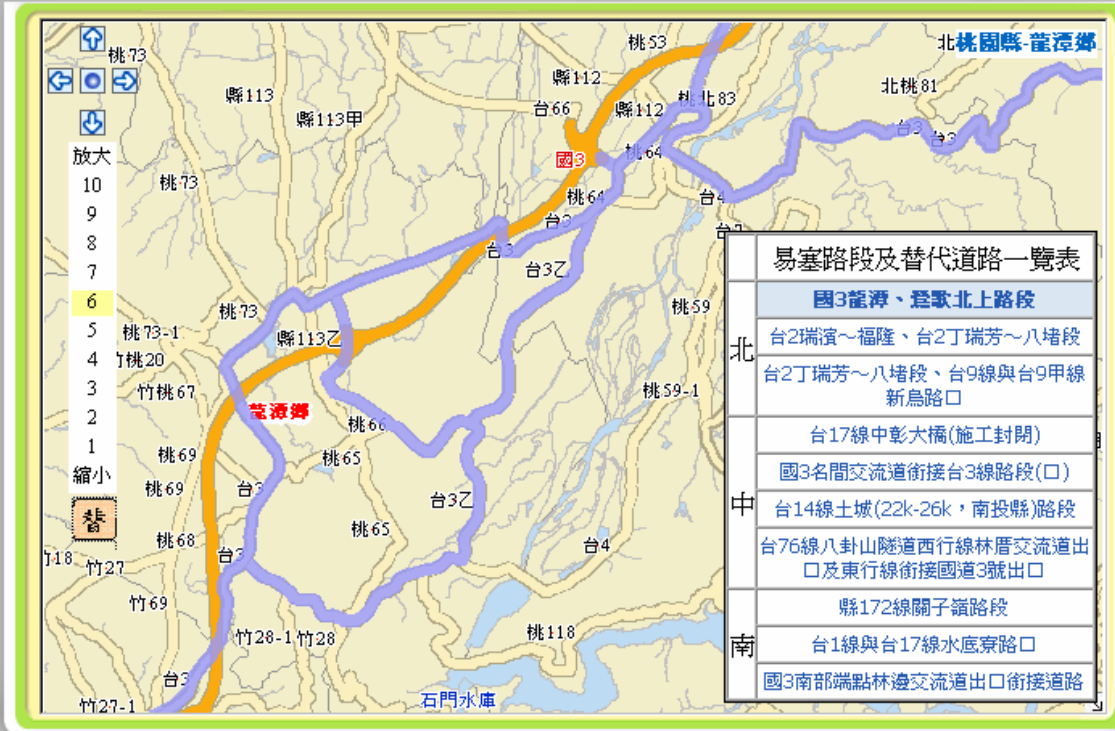 桃園縣-龍潭鄉
北
桃73
桃53
縣112
北桃81
縣113
台66
縣112
桃北83
縣113甲
台3
台3
放大
國3
桃64
10
桃73
桃64
台4
9
台3
8
台3
7
台3乙
6
桃73
桃59
5
桃73-1
縣113乙
4
竹桃20
3
竹桃67
桃59-1
2
龍潭鄉
桃66
1
桃69
桃65
縮小
桃69
台3
台3乙
替
桃65
桃68
台3
台4
竹18
竹27
竹69
竹28-1
竹28
桃118
台3
石門水庫
竹27-1
易塞路段及替代道路一覽表
北
國3龍潭、鶯歌北上路段
台2瑞濱～福隆、台2丁瑞芳～八堵段
台2丁瑞芳～八堵段、台9線與台9甲線
新烏路口
中
台17線中彰大橋(施工封閉)
國3名間交流道銜接台3線路段(口)
台14線土城(22k-26k，南投縣)路段
台76線八卦山隧道西行線林厝交流道出
口及東行線銜接國道3號出口
南
縣172線關子嶺路段
台1線與台17線水底寮路口
國3南部端點林邊交流道出口銜接道路